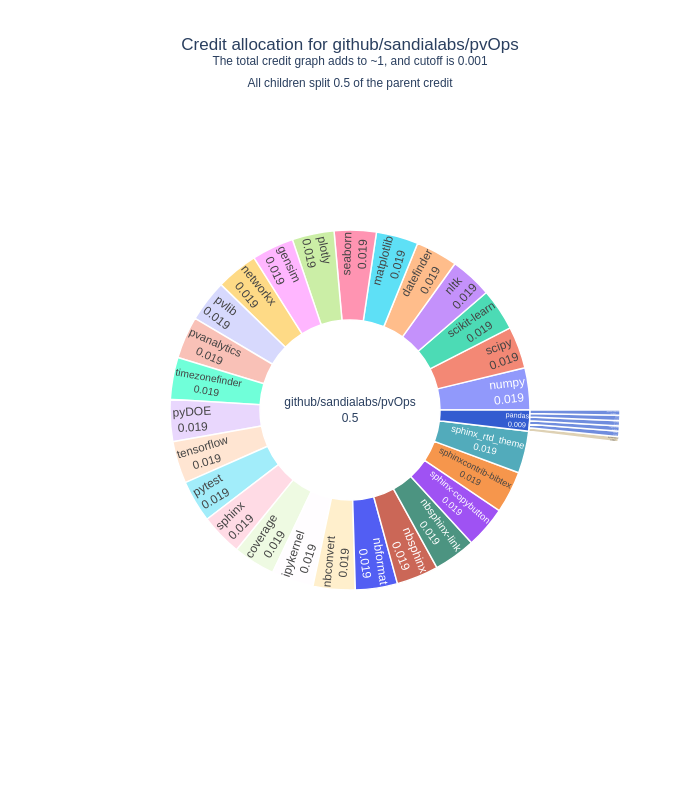 Credit allocation for github/sandialabs/pvOps
The total credit graph adds to ~1, and cutoff is 0.001
All children split 0.5 of the parent credit
github/sandialabs/pvOps
0.5
seaborn
0.019
matplotlib
0.019
datefinder
0.019
nltk
0.019
scikit-learn
0.019
scipy
0.019
numpy
0.019
pandas
0.009
sphinx_rtd_theme
0.019
sphinxcontrib-bibtex
0.019
sphinx-copybutton
0.019
nbsphinx-link
0.019
nbsphinx
0.019
nbformat
0.019
nbconvert
0.019
ipykernel
0.019
coverage
0.019
sphinx
0.019
pytest
0.019
tensorflow
0.019
pyDOE
0.019
timezonefinder
0.019
pvanalytics
0.019
pvlib
0.019
networkx
0.019
gensim
0.019
plotly
0.019